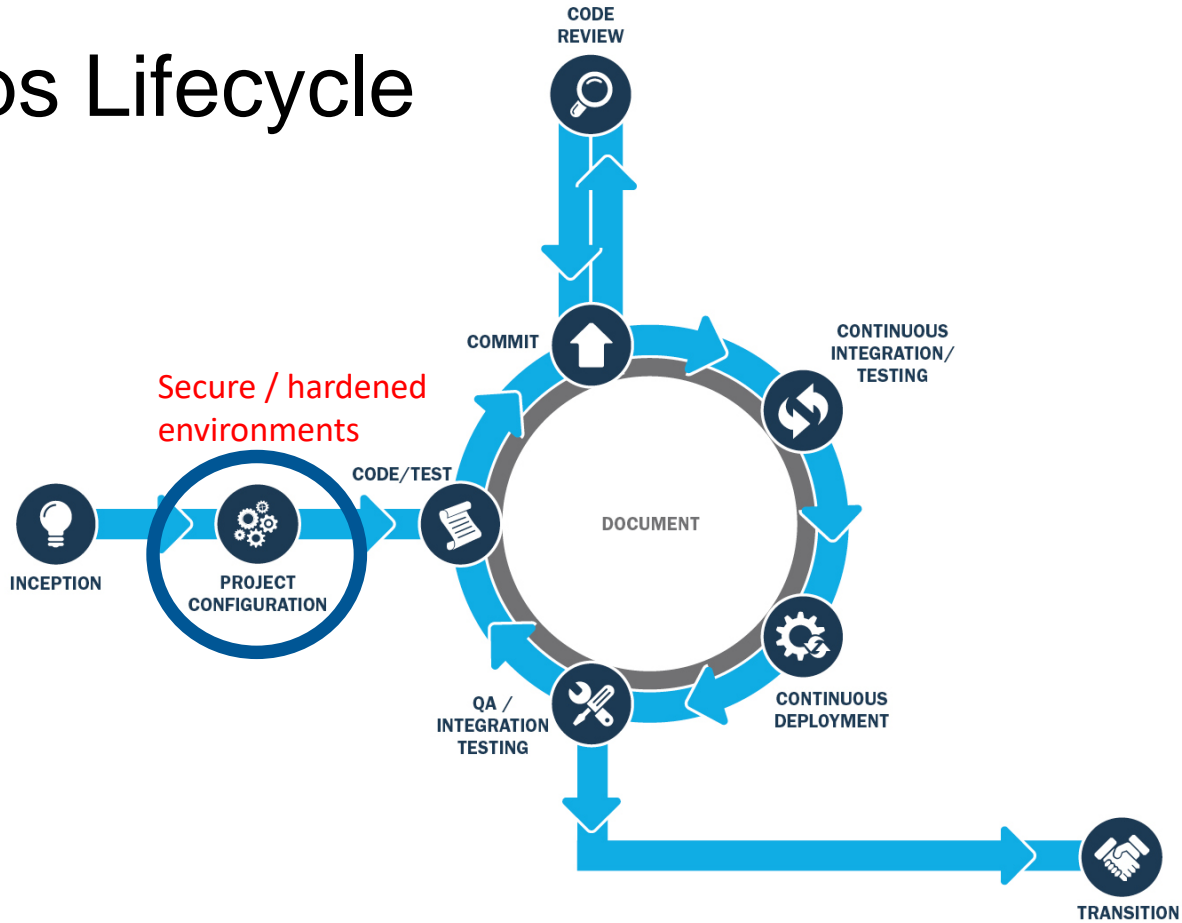 os Lifecycle
CODE
REVIEW
COMMIT
CONTINUOUS
INTEGRATION/
TESTING
Secure / hardened
environments
CODE/TEST
DOCUMENT
INCEPTION
PROJECT
CONFIGURATION
QA /
INTEGRATION
TESTING
CONTINUOUS
DEPLOYMENT
TRANSITION